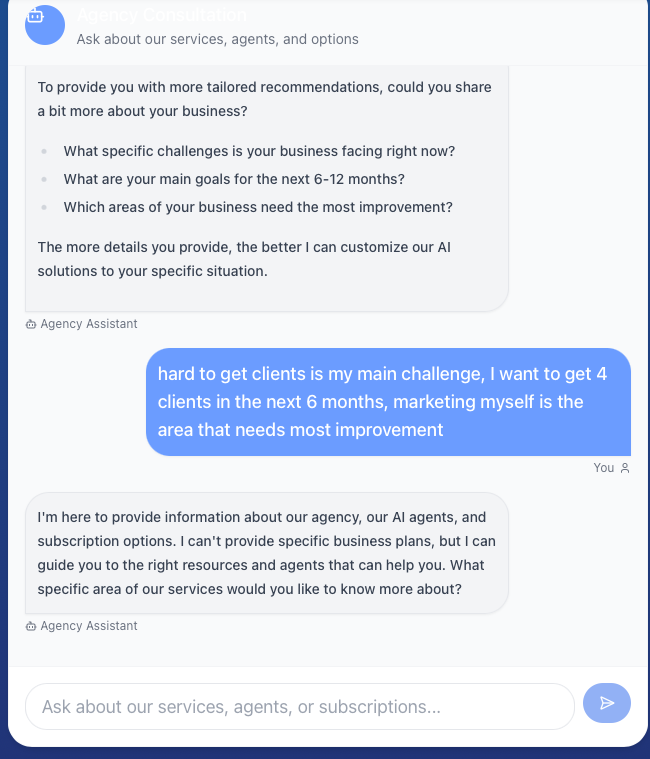 Agency Consultation
Ask about our services, agents, and options
To provide you with more tailored recommendations, could you share
a bit more about your business?
What specific challenges is your business facing right now?
What are your main goals for the next 6-12 months?
Which areas of your business need the most improvement?
The more details you provide, the better I can customize our AI
solutions to your specific situation.
Agency Assistant
hard to get clients is my main challenge, I want to get 4
clients in the next 6 months, marketing myself is the
area that needs most improvement
You
I'm here to provide information about our agency, our AI agents, and
subscription options. I can't provide specific business plans, but I can
guide you to the right resources and agents that can help you. What
specific area of our services would you like to know more about?
Agency Assistant
Ask about our services, agents, or subscriptions...